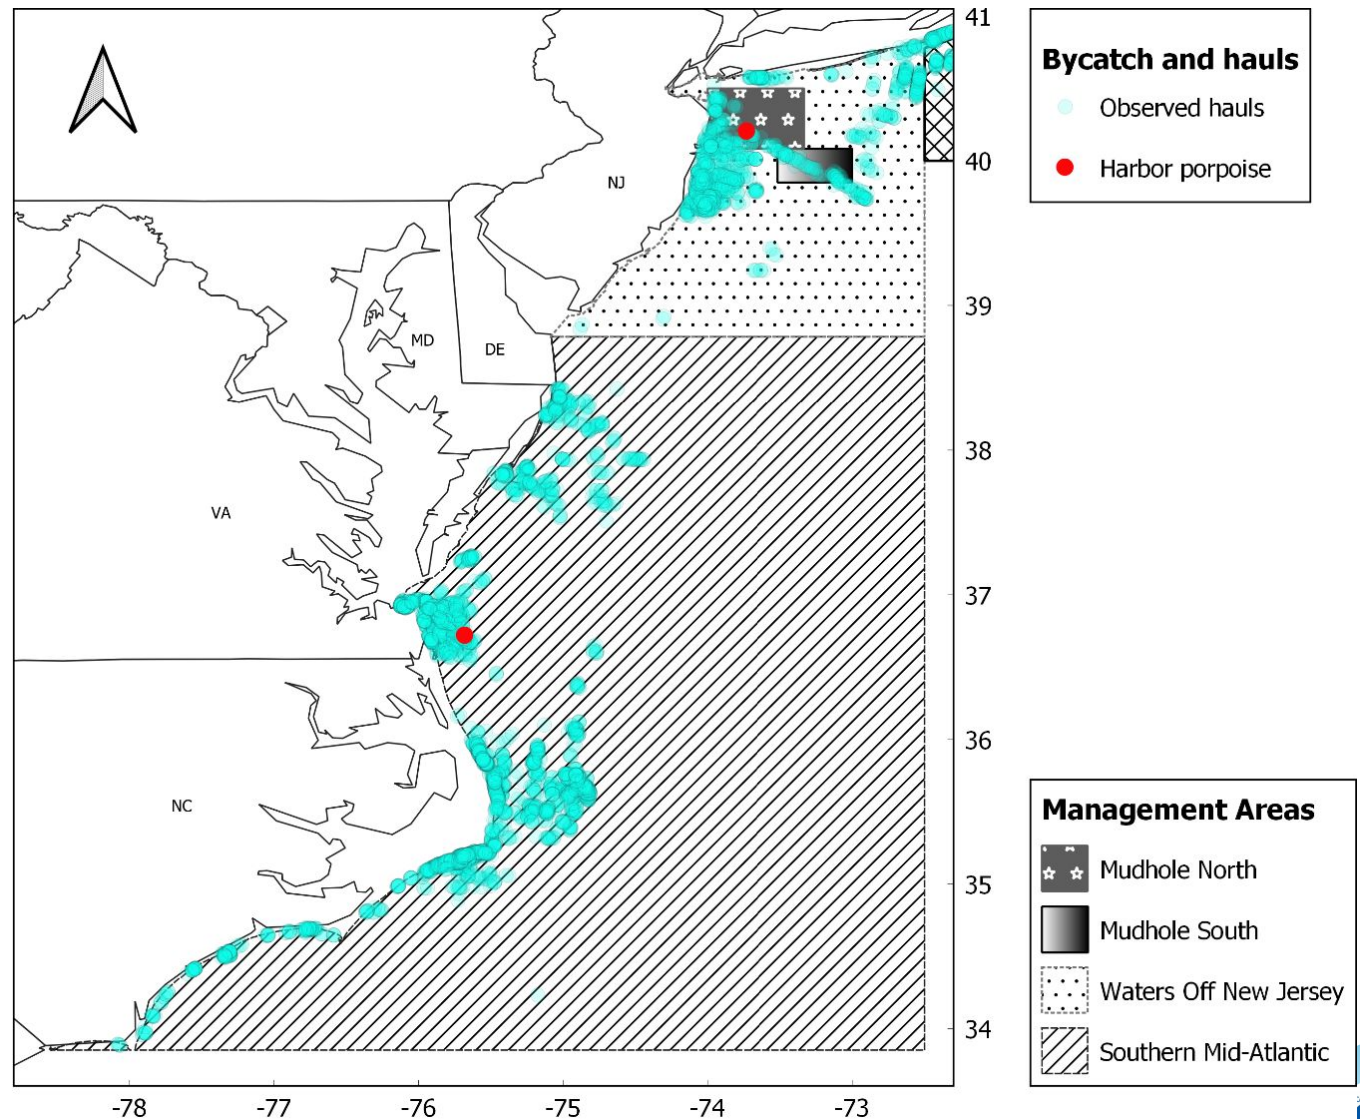 41
40
39
38
37
36
35
34
-78
-77
-76
-75
-74
-73
NJ
MD
DE
VA
NC
Bycatch and hauls
Observed hauls
Harbor porpoise
Management Areas
Mudhole North
Mudhole South
Waters Off New Jersey
Southern Mid-Atlantic